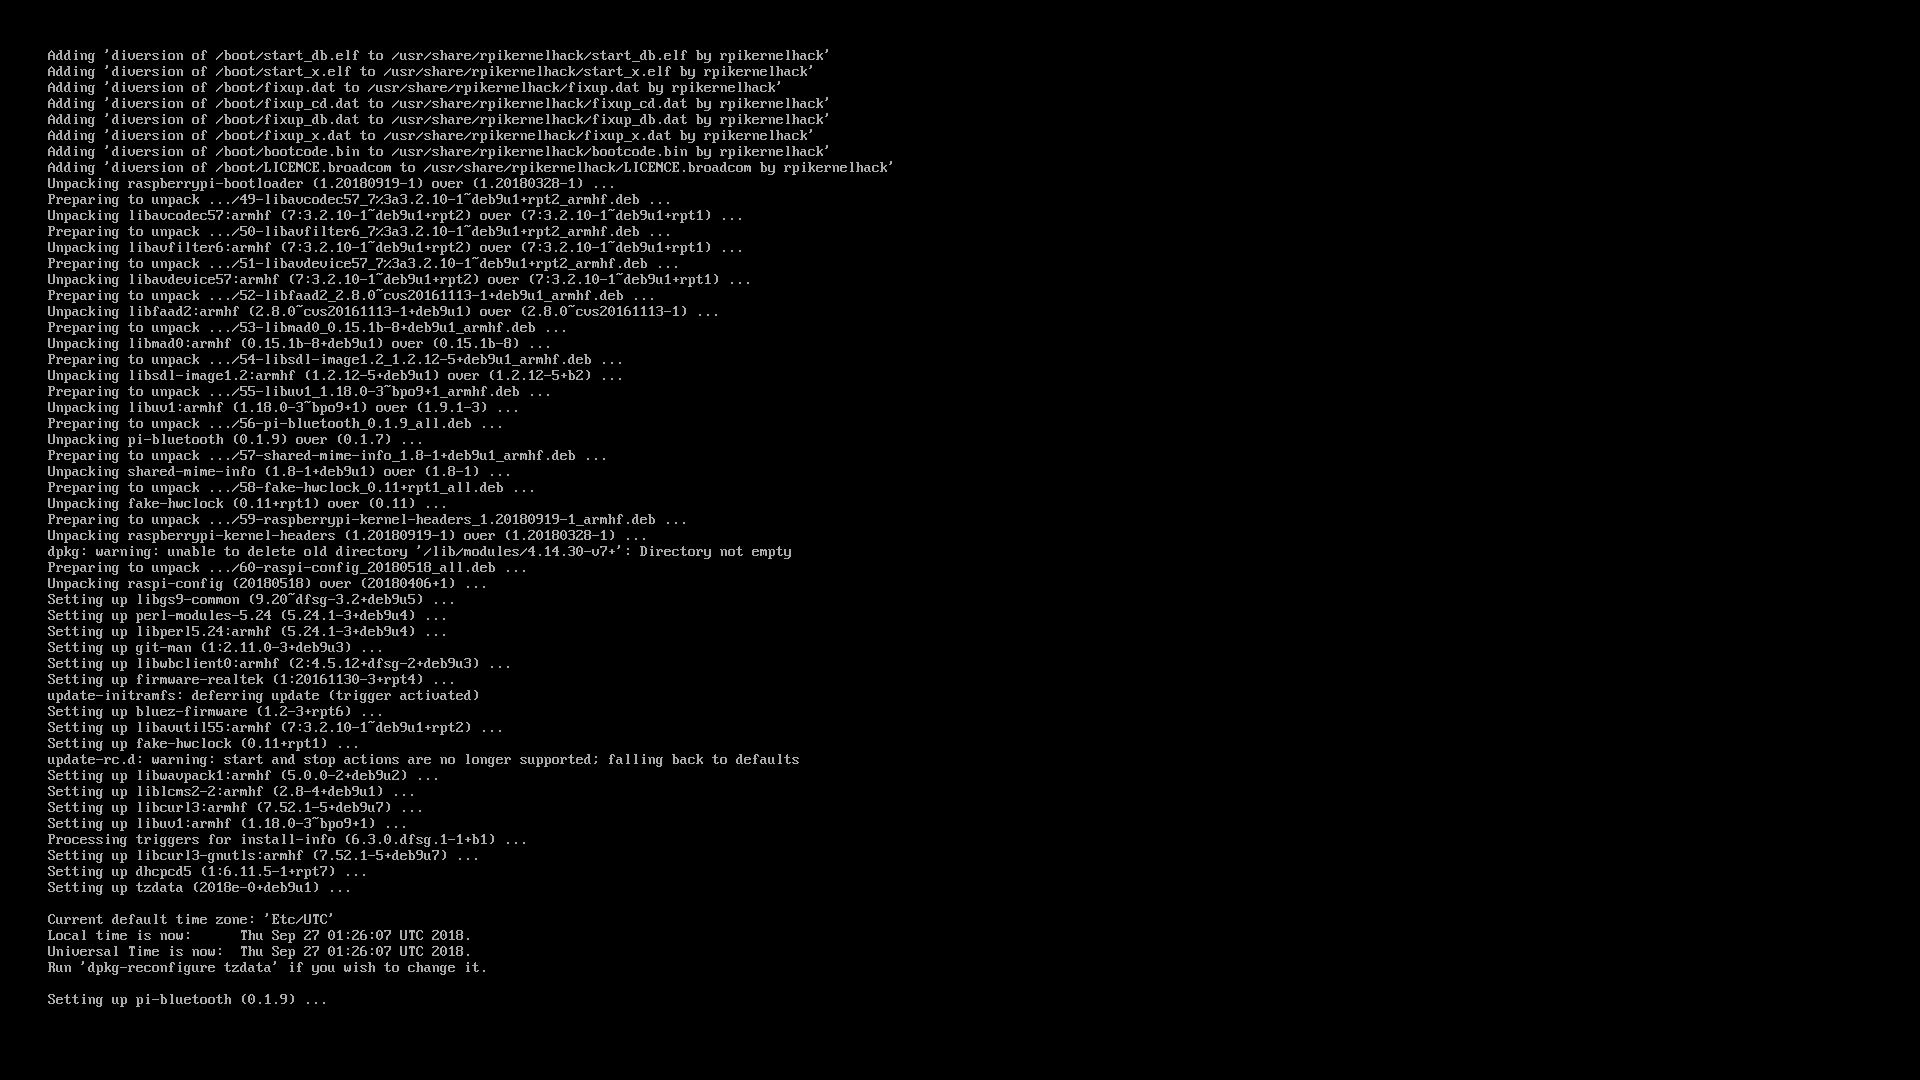 Adding 'diversion of /boot/start_db.elf to /usr/share/rpikernelhack/start_db.elf by rpikernelhack'
Adding 'diversion of /boot/start_x.elf to /usr/share/rpikernelhack/start_x.elf by rpikernelhack'
Adding 'diversion of /boot/fixup.dat to /usr/share/rpikernelhack/fixup.dat by rpikernelhack'
Adding 'diversion of /boot/fixup_cd.dat to /usr/share/rpikernelhack/fixup_cd.dat by rpikernelhack'
Adding 'diversion of /boot/fixup_db.dat to /usr/share/rpikernelhack/fixup_db.dat by rpikernelhack'
Adding 'diversion of /boot/fixup_x.dat to /usr/share/rpikernelhack/fixup_x.dat by rpikernelhack'
Adding 'diversion of /boot/bootcode.bin to /usr/share/rpikernelhack/bootcode.bin by rpikernelhack'
Adding 'diversion of /boot/LICENCE.broadcom to /usr/share/rpikernelhack/LICENCE.broadcom by rpikernelhack'
Unpacking raspberrypi-bootloader (1.20180919-1) over (1.20180328-1) ...
Preparing to unpack .../49-libavcodec57_7%3a3.2.10-1~deb9u1+rpt2_armhf.deb ...
Unpacking libavcodec57:armhf (7:3.2.10-1~deb9u1+rpt2) over (7:3.2.10-1~deb9u1+rpt1) ...
Preparing to unpack .../50-libavfilter6_7%3a3.2.10-1~deb9u1+rpt2_armhf.deb ...
Unpacking libavfilter6:armhf (7:3.2.10-1~deb9u1+rpt2) over (7:3.2.10-1~deb9u1+rpt1) ...
Preparing to unpack .../51-libavdevice57_7%3a3.2.10-1~deb9u1+rpt2_armhf.deb ...
Unpacking libavdevice57:armhf (7:3.2.10-1~deb9u1+rpt2) over (7:3.2.10-1~deb9u1+rpt1) ...
Preparing to unpack .../52-libfaad2_2.8.0~cvs20161113-1+deb9u1_armhf.deb ...
Unpacking libfaad2:armhf (2.8.0~cvs20161113-1+deb9u1) over (2.8.0~cvs20161113-1) ...
Preparing to unpack .../53-libmad0_0.15.1b-8+deb9u1_armhf.deb ...
Unpacking libmad0:armhf (0.15.1b-8+deb9u1) over (0.15.1b-8) ...
Preparing to unpack .../54-libsdl-image1.2_1.2.12-5+deb9u1_armhf.deb ...
Unpacking libsdl-image1.2:armhf (1.2.12-5+deb9u1) over (1.2.12-5+b2) ...
Preparing to unpack .../55-libuv1_1.18.0-3~bpo9+1_armhf.deb ...
Unpacking libuv1:armhf (1.18.0-3~bpo9+1) over (1.9.1-3) ...
Preparing to unpack .../56-pi-bluetooth_0.1.9_all.deb ...
Unpacking pi-bluetooth (0.1.9) over (0.1.7) ...
Preparing to unpack .../57-shared-mime-info_1.8-1+deb9u1_armhf.deb ...
Unpacking shared-mime-info (1.8-1+deb9u1) over (1.8-1) ...
Preparing to unpack .../58-fake-hwclock_0.11+rpt1_all.deb ...
Unpacking fake-hwclock (0.11+rpt1) over (0.11) ...
Preparing to unpack .../59-raspberrypi-kernel-headers_1.20180919-1_armhf.deb ...
Unpacking raspberrypi-kernel-headers (1.20180919-1) over (1.20180328-1) ...
dpkg: warning: unable to delete old directory '/lib/modules/4.14.30-v7+': Directory not empty
Preparing to unpack .../60-raspi-config_20180518_all.deb ...
Unpacking raspi-config (20180518) over (20180406+1) ...
Setting up libgs9-common (9.20~dfsg-3.2+deb9u5) ...
Setting up perl-modules-5.24 (5.24.1-3+deb9u4) ...
Setting up libperl5.24:armhf (5.24.1-3+deb9u4) ...
Setting up git-man (1:2.11.0-3+deb9u3) ...
Setting up libwbclient0:armhf (2:4.5.12+dfsg-2+deb9u3) ...
Setting up firmware-realtek (1:20161130-3+rpt4) ...
update-initramfs: deferring update (trigger activated)
Setting up bluez-firmware (1.2-3+rpt6) ...
Setting up libavutil55:armhf (7:3.2.10-1~deb9u1+rpt2) ...
Setting up fake-hwclock (0.11+rpt1) ...
update-rc.d: warning: start and stop actions are no longer supported; falling back to defaults
Setting up libwavpack1:armhf (5.0.0-2+deb9u2) ...
Setting up liblcms2-2:armhf (2.8-4+deb9u1) ...
Setting up libcurl3:armhf (7.52.1-5+deb9u7) ...
Setting up libuv1:armhf (1.18.0-3~bpo9+1) ...
Processing triggers for install-info (6.3.0.dfsg.1-1+b1) ...
Setting up libcurl3-gnutls:armhf (7.52.1-5+deb9u7) ...
Setting up dhcpcd5 (1:6.11.5-1+rpt7) ...
Setting up tzdata (2018e-0+deb9u1) ...
Current default time zone: 'Etc/UTC'
Local time is now:      Thu Sep 27 01:26:07 UTC 2018.
Universal Time is now:  Thu Sep 27 01:26:07 UTC 2018.
Run 'dpkg-reconfigure tzdata' if you wish to change it.
Setting up pi-bluetooth (0.1.9) ...